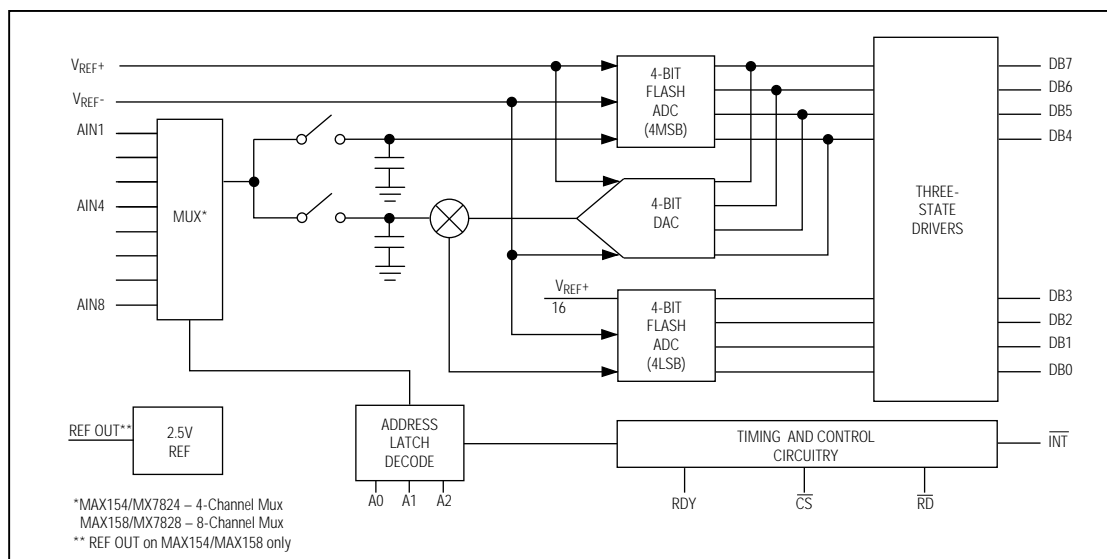 VREF+
VREF-
AIN1
AIN4
AIN8
MUX*
4-BIT
FLASH
ADC
(4MSB)
4-BIT
DAC
VREF+
16
4-BIT
FLASH
ADC
(4LSB)
THREE-
STATE
DRIVERS
DB7
DB6
DB5
DB4
DB3
DB2
DB1
DB0
REF OUT**
2.5V
REF
ADDRESS
LATCH
DECODE
A0 A1 A2
TIMING AND CONTROL
CIRCUITRY
INT
RDY CS RD
*MAX154/MX7824 – 4-Channel Mux
MAX158/MX7828 – 8-Channel Mux
** REF OUT on MAX154/MAX158 only